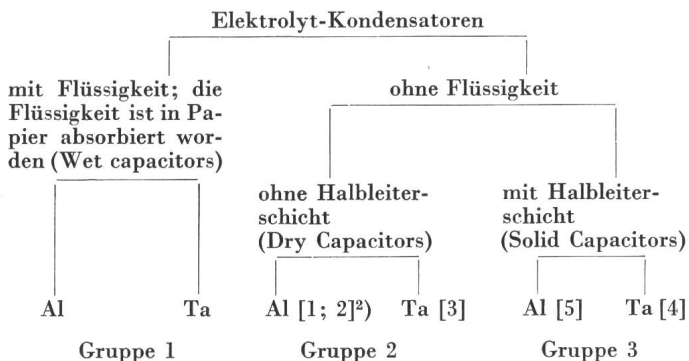 Elektrolyt-Kondensatoren
mit Flüssigkeit; die
Flüssigkeit ist in Pa-
pier absorbiert wor-
den (Wet capacitors)
ohne Flüssigkeit
ohne Halbleiter-
schicht
(Dry Capacitors)
mit Halbleiter-
schicht
(Solid Capacitors)
Al Ta Al [1; 2]²) Ta [3] Al [5] Ta [4]
Gruppe 1 Gruppe 2 Gruppe 3